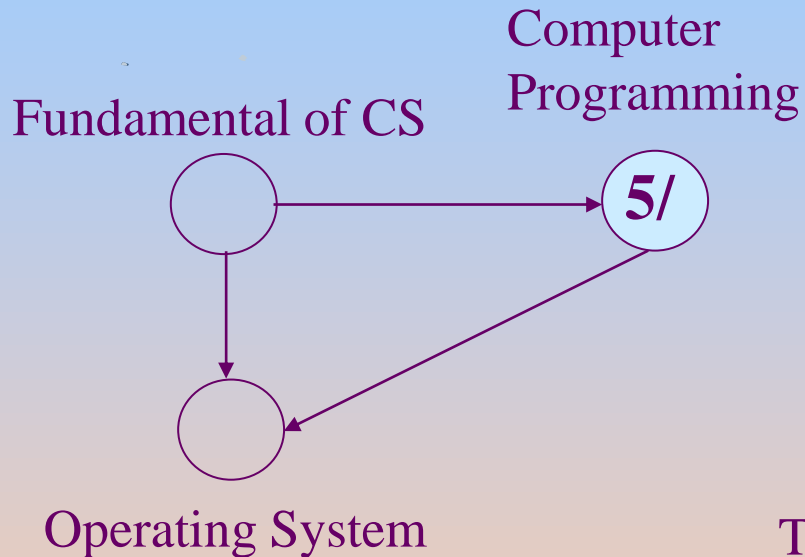 Computer
Programming
Fundamental of CS
5/
Operating System
T